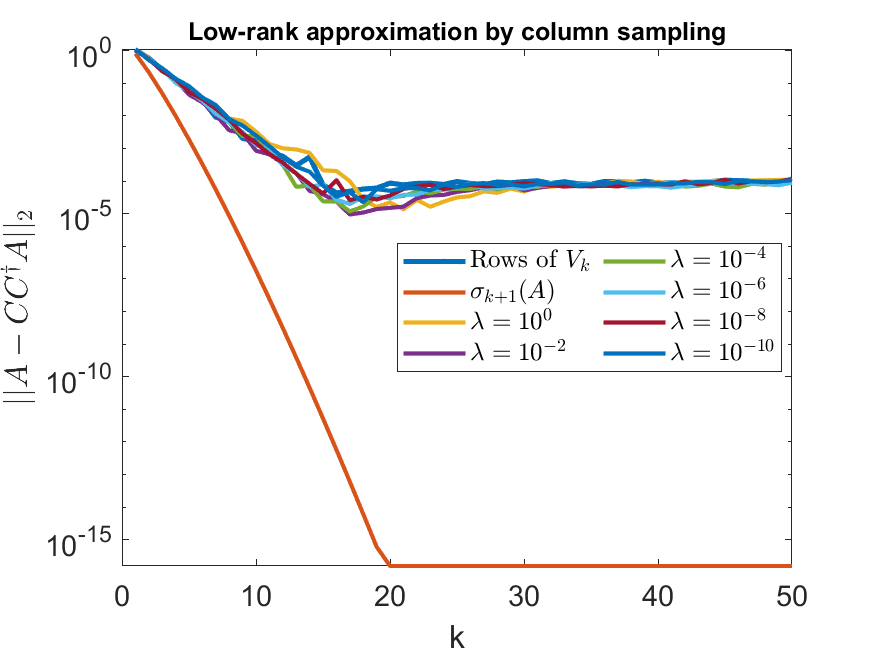 Low-rank approximation by column sampling
10^0
10^-5
10^-10
10^-15
||A − CC^†A||_2
Rows of V_k
σ_{k+1}(A)
λ = 10^0
λ = 10^-2
λ = 10^-4
λ = 10^-6
λ = 10^-8
λ = 10^-10
0 10 20 30 40 50
k